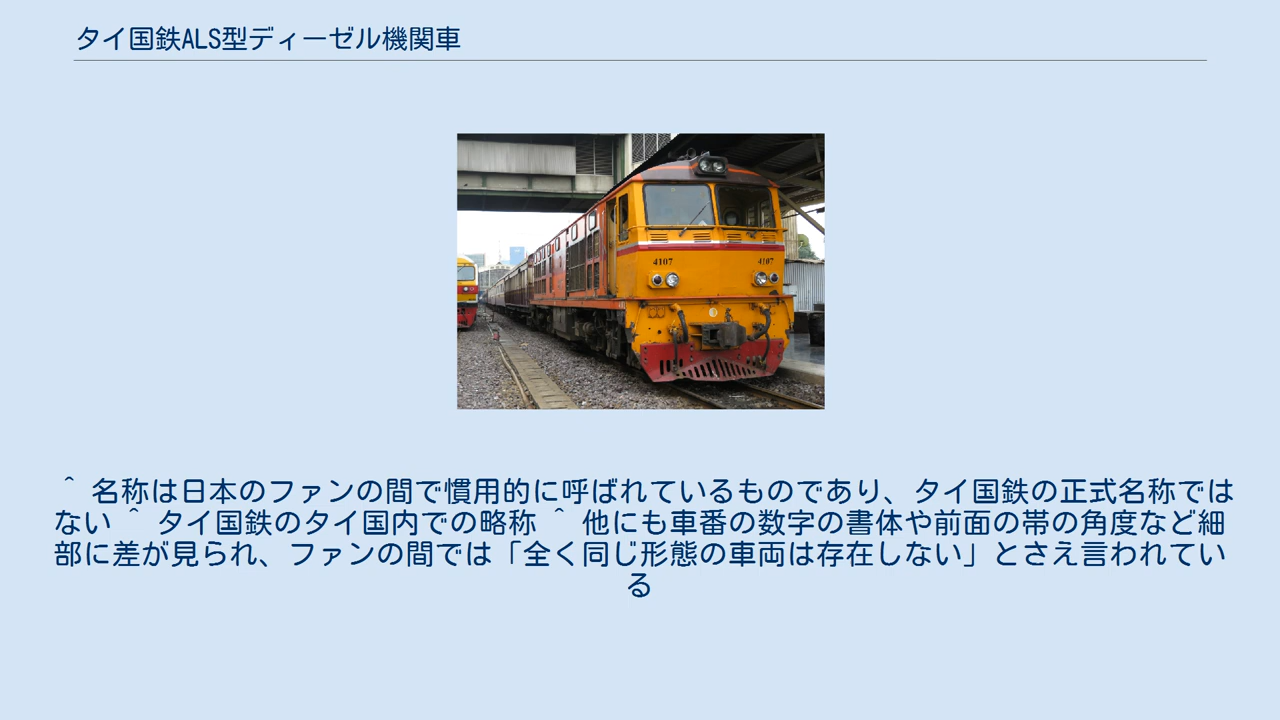 タイ国鉄ALS型ディーゼル機関車
4107
4107
^ 名称は日本のファンの間で慣用的に呼ばれているものであり、タイ国鉄の正式名称では
ない ^ タイ国鉄のタイ国内での略称 ^ 他にも車番の数字の書体や前面の帯の角度など細
部に差が見られ、ファンの間では「全く同じ形態の車両は存在しない」とさえ言われてい
る